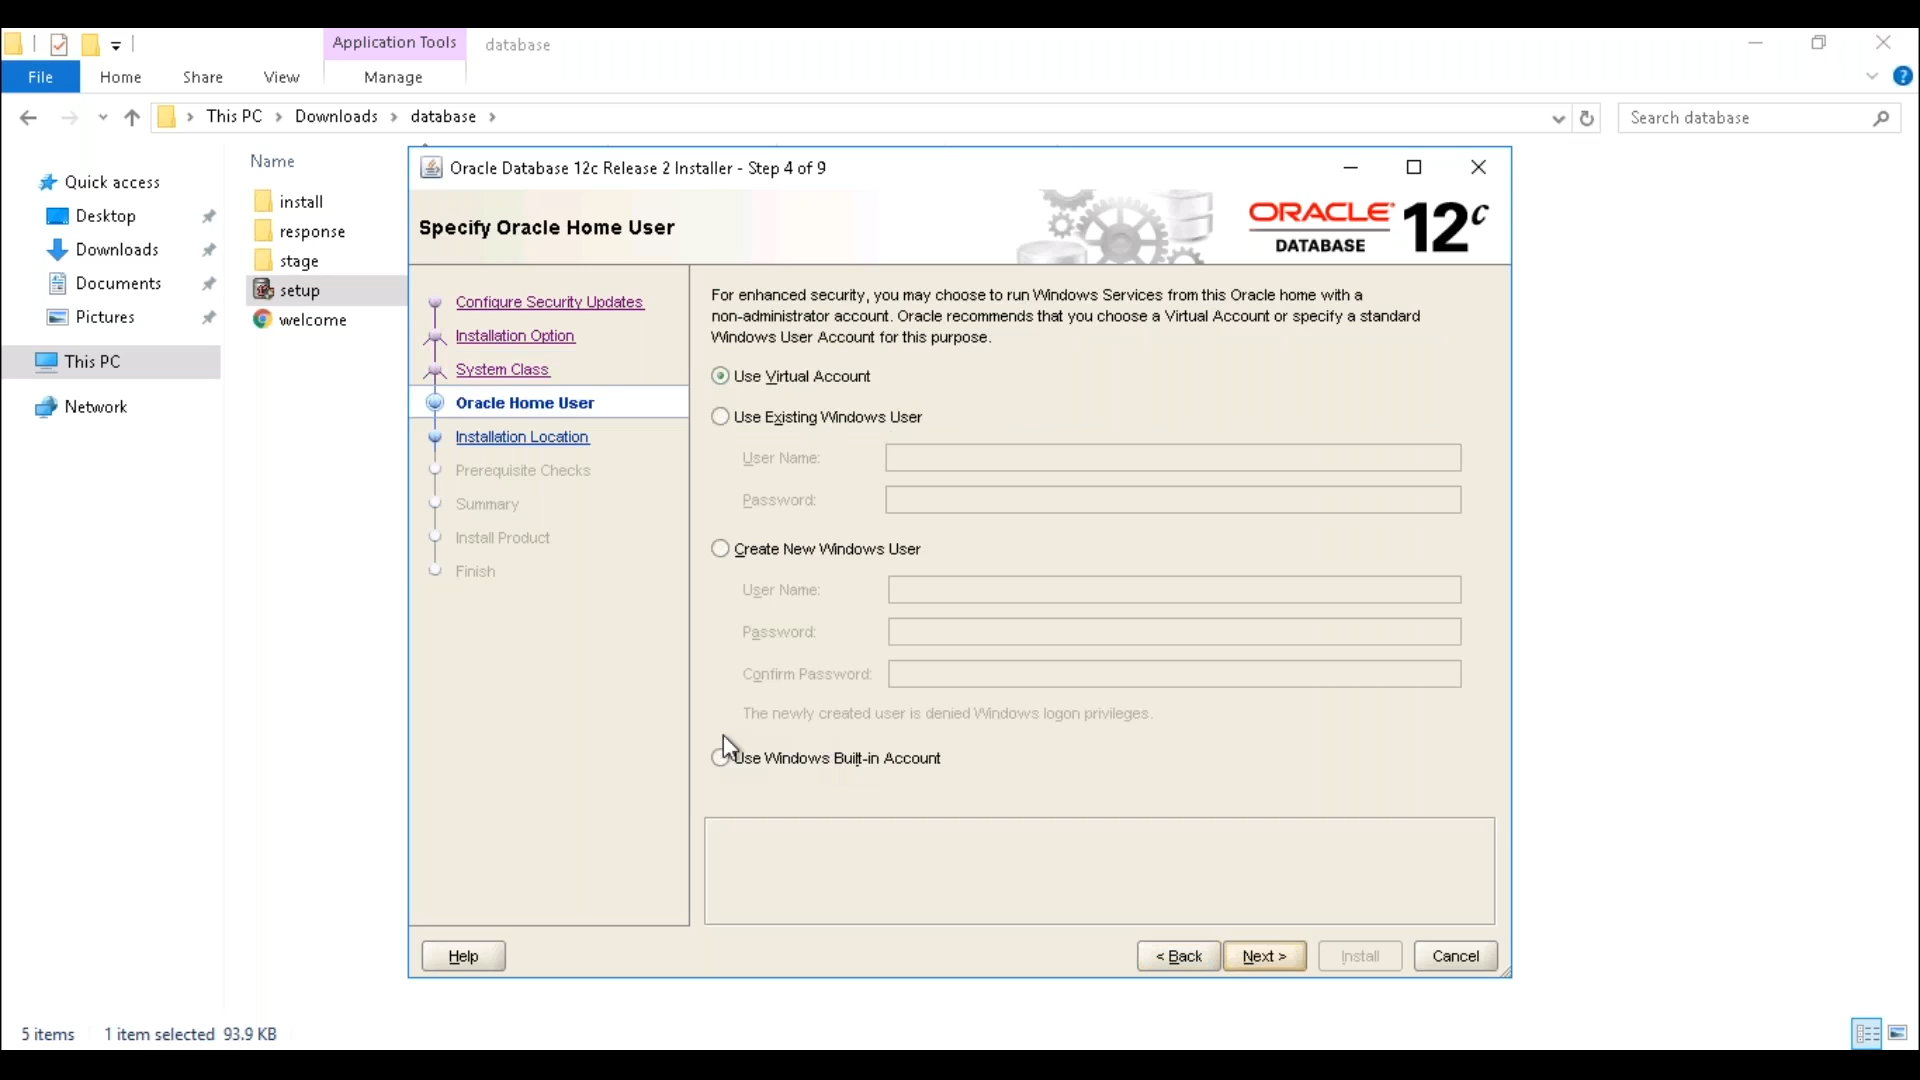 Application Tools
database
File
Home
Share
View
Manage
This PC > Downloads > database >
Search database
Name
Quick access
Desktop
Downloads
Documents
Pictures
This PC
Network
install
response
stage
setup
welcome
Oracle Database 12c Release 2 Installer - Step 4 of 9
Specify Oracle Home User
ORACLE
DATABASE
12c
Configure Security Updates
Installation Option
System Class
Oracle Home User
Installation Location
Prerequisite Checks
Summary
Install Product
Finish
For enhanced security, you may choose to run Windows Services from this Oracle home with a
non-administrator account. Oracle recommends that you choose a Virtual Account or specify a standard
Windows User Account for this purpose.
Use Virtual Account
Use Existing Windows User
User Name:
Password:
Create New Windows User
User Name:
Password:
Confirm Password:
The newly created user is denied Windows logon privileges.
Use Windows Built-in Account
Help
< Back
Next >
Install
Cancel
5 items
1 item selected 93.9 KB